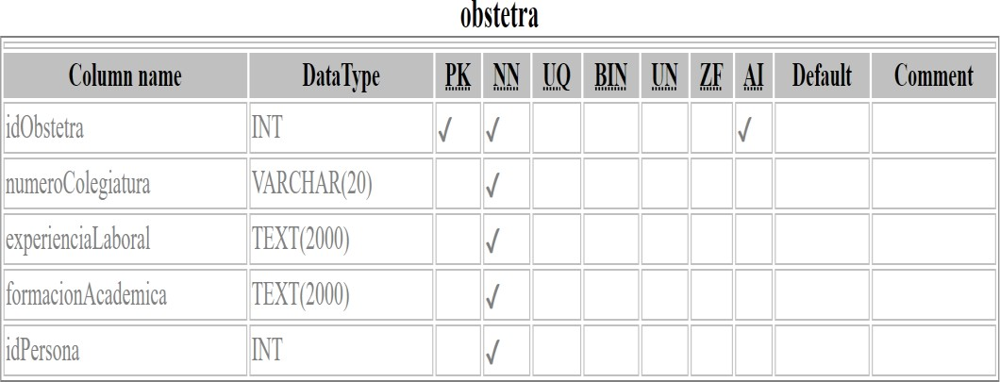 obstetra
Column name DataType PK NN UQ BIN UN ZF AI Default Comment
idObstetra INT √ √ √
numeroColegiatura VARCHAR(20) √
experienciaLaboral TEXT(2000) √
formacionAcademica TEXT(2000) √
idPersona INT √